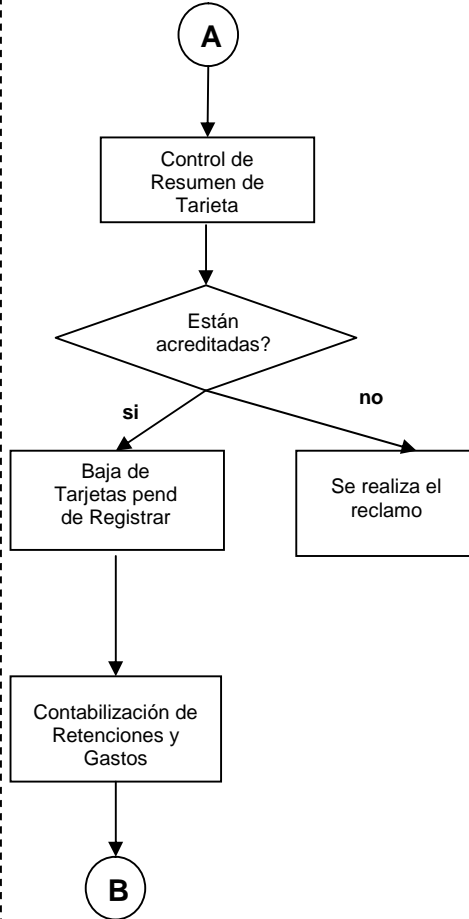 A
Control de
Resumen de
Tarjeta
Están
acreditadas?
si
no
Baja de
Tarjetas pend
de Registrar
Se realiza el
reclamo
Contabilización de
Retenciones y
Gastos
B